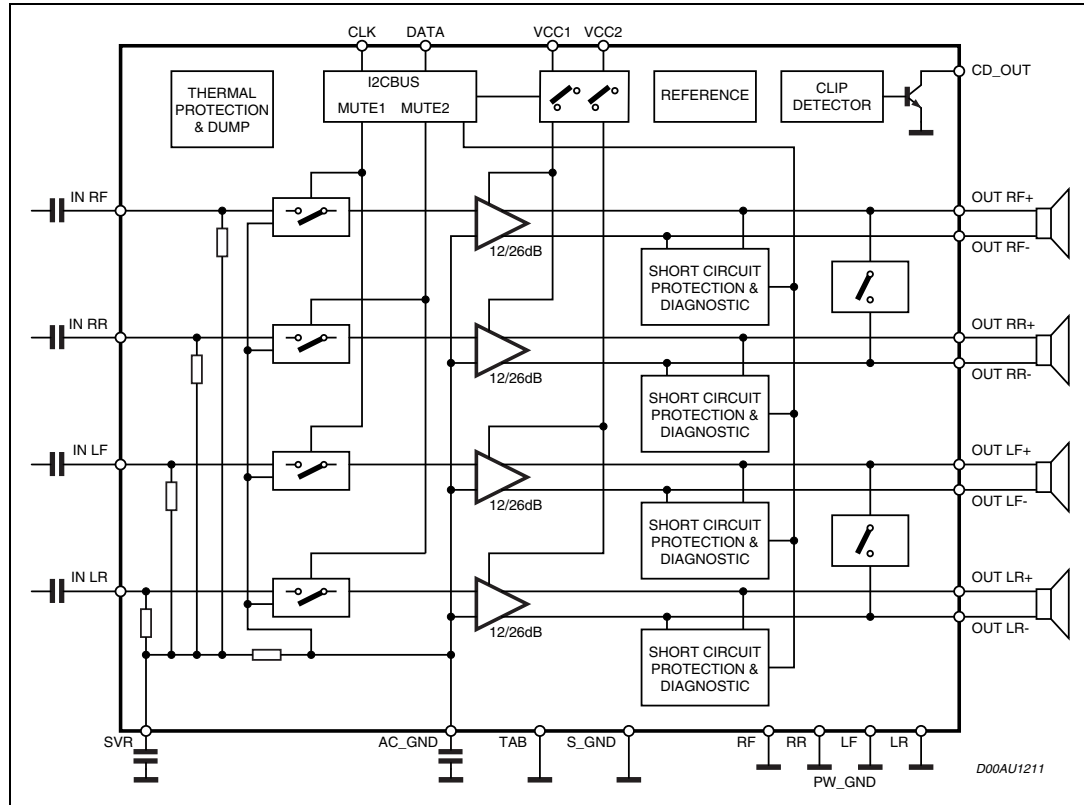 CLK
DATA
VCC1
VCC2
CD_OUT
THERMAL
PROTECTION
& DUMP
I2CBUS
MUTE1
MUTE2
REFERENCE
CLIP
DETECTOR
IN RF
12/26dB
OUT RF+
OUT RF-
SHORT CIRCUIT
PROTECTION &
DIAGNOSTIC
IN RR
12/26dB
OUT RR+
OUT RR-
SHORT CIRCUIT
PROTECTION &
DIAGNOSTIC
IN LF
12/26dB
OUT LF+
OUT LF-
SHORT CIRCUIT
PROTECTION &
DIAGNOSTIC
IN LR
12/26dB
OUT LR+
OUT LR-
SHORT CIRCUIT
PROTECTION &
DIAGNOSTIC
SVR
AC_GND
TAB
S_GND
RF
RR
LF
LR
PW_GND
D00AU1211